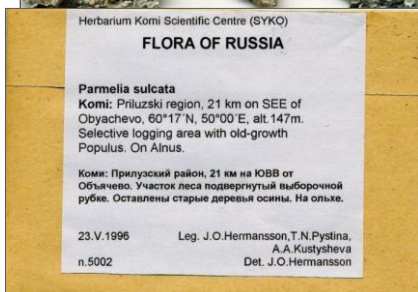 Herbarium Komi Scientific Centre (SYKO)
FLORA OF RUSSIA
Parmelia sulcata
Komi: Priluzski region, 21 km on SEE of
Obyachevo, 60°17´N, 50°00´E, alt.147m.
Selective logging area with old-growth
Populus. On Alnus.
Коми: Прилузский район, 21 км на ЮВВ от
Объячево. Участок леса подвергнутый выборочной
рубке. Оставлены старые деревья осины. На ольхе.
23.V.1996 Leg. J.O.Hermansson,T.N.Pystina,
A.A.Kustysheva
n.5002 Det. J.O.Hermansson